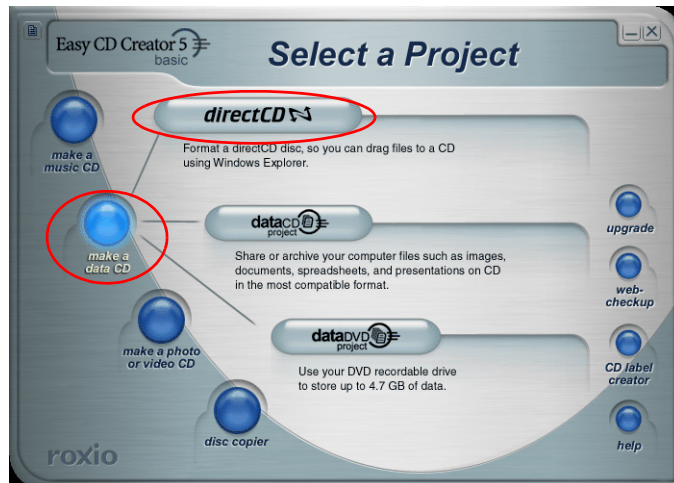 Easy CD Creator 5
basic
Select a Project
make a
music CD
directCD
Format a directCD disc, so you can drag files to a CD
using Windows Explorer.
make a
data CD
dataCD
project
Share or archive your computer files such as images,
documents, spreadsheets, and presentations on CD
in the most compatible format.
upgrade
web-
checkup
make a photo
or video CD
dataDVD
project
Use your DVD recordable drive
to store up to 4.7 GB of data.
CD label
creator
disc copier
help
roxio